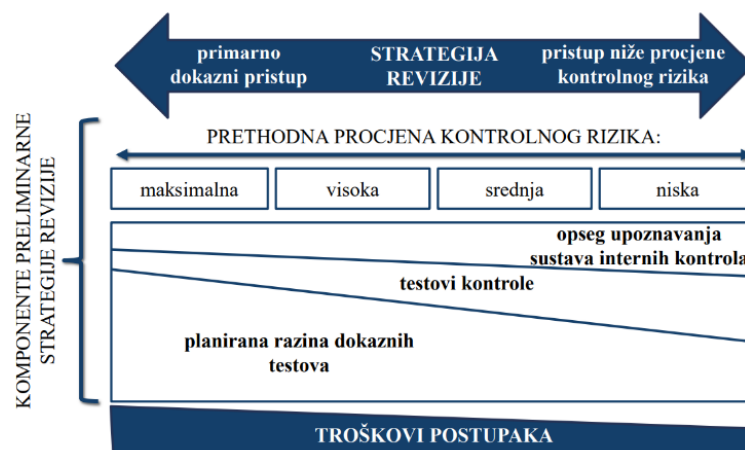 primarno
dokazni pristup
STRATEGIJA
REVIZIJE
pristup niže procjene
kontrolnog rizika
KOMPONENTE PRELIMINARNE
STRATEGIJE REVIZIJE
PRETHODNA PROCJENA KONTROLNOG RIZIKA:
maksimalna
visoka
srednja
niska
opseg upoznavanja
sustava internih kontrola
testovi kontrole
planirana razina dokaznih
testova
TROŠKOVI POSTUPAKA